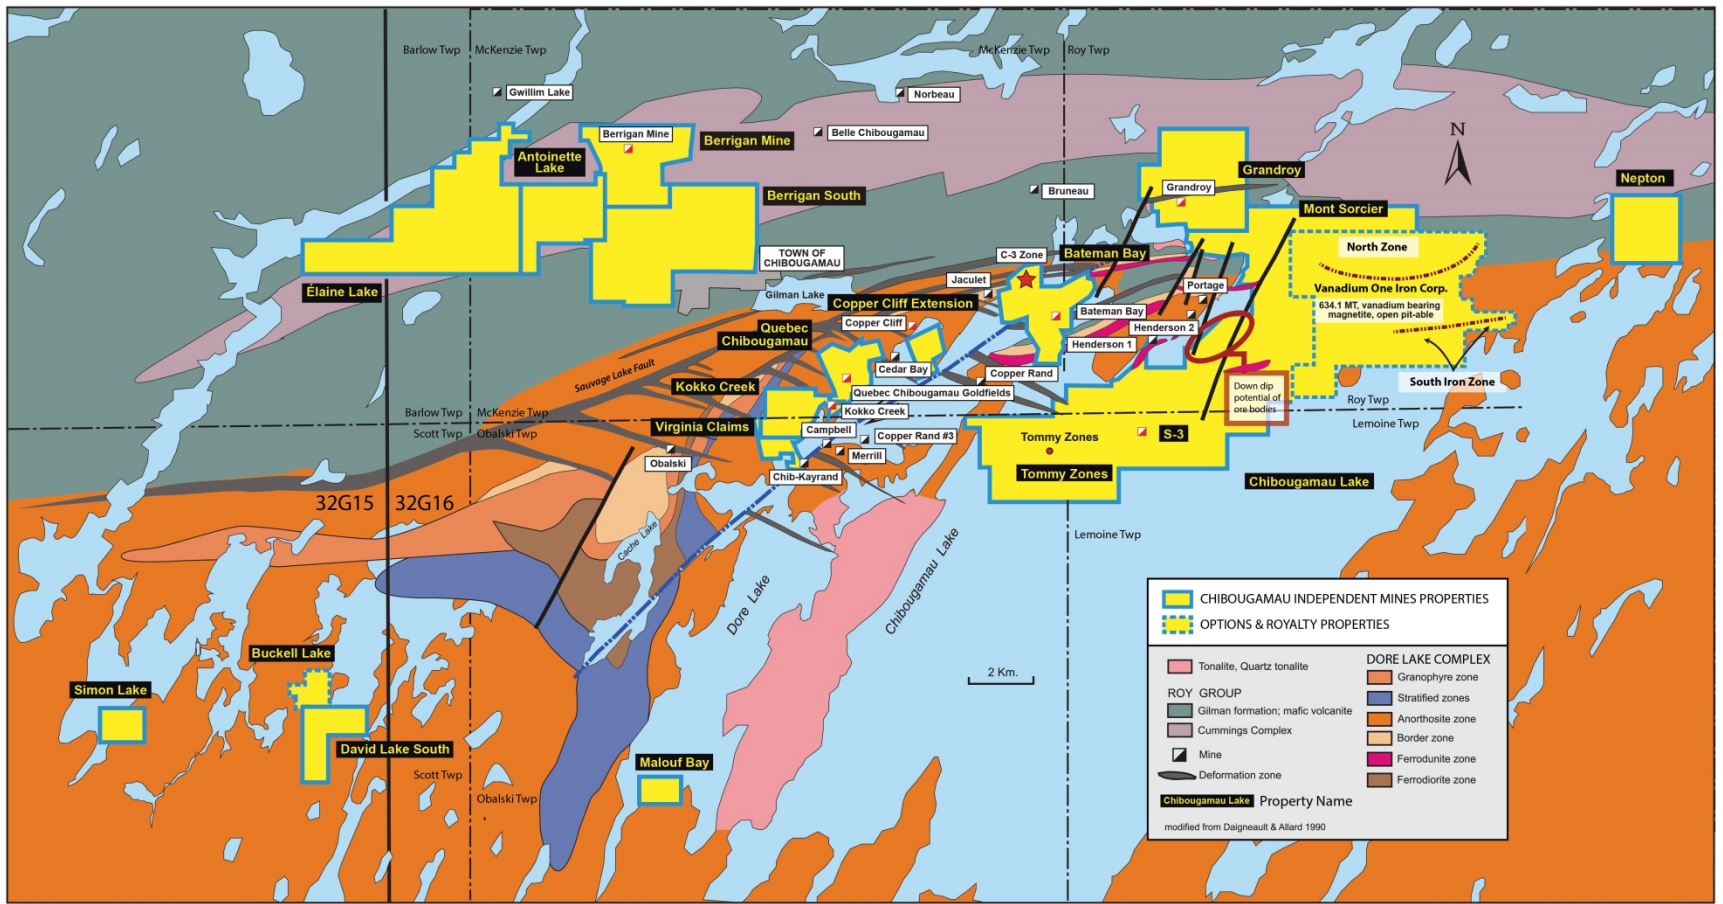 Barlow Twp
McKenzie Twp
McKenzie Twp
Roy Twp
Gwillim Lake
Norbeau
Berrigan Mine
Berrigan Mine
Belle Chibougamau
Antoinette
Lake
Berrigan South
Bruneau
Grandroy
Grandroy
Nepton
N
Mont Sorcier
North Zone
TOWN OF
CHIBOUGAMAU
C-3 Zone
Bateman Bay
Élaine Lake
Gilman Lake
Jaculet
Portage
Vanadium One Iron Corp.
634.1 MT, vanadium bearing
magnetite, open pit-able
Copper Cliff Extension
Copper Cliff
Bateman Bay
Henderson 2
Henderson 1
Quebec
Chibougamau
Sauvage Lake Fault
Cedar Bay
Copper Rand
South Iron Zone
Kokko Creek
Quebec Chibougamau Goldfields
Down dip
potential of
ore bodies
Roy Twp
Lemoine Twp
Barlow Twp
McKenzie Twp
Scott Twp
Obalski Twp
Kokko Creek
Virginia Claims
Campbell
Copper Rand #3
Merrill
Obalski
Chib-Kayrand
Tommy Zones
S-3
Tommy Zones
Chibougamau Lake
32G15
32G16
Cache Lake
Dore Lake
Chibougamau Lake
Lemoine Twp
Buckell Lake
Simon Lake
David Lake South
Scott Twp
Obalski Twp
Malouf Bay
2 Km.
CHIBOUGAMAU INDEPENDENT MINES PROPERTIES
OPTIONS & ROYALTY PROPERTIES
Tonalite, Quartz tonalite
ROY GROUP
Gilman formation; mafic volcanite
Cummings Complex
Mine
Deformation zone
Chibougamau Lake
Property Name
modified from Daigneault & Allard 1990
DORE LAKE COMPLEX
Granophyre zone
Stratified zones
Anorthosite zone
Border zone
Ferrodunite zone
Ferrodiorite zone